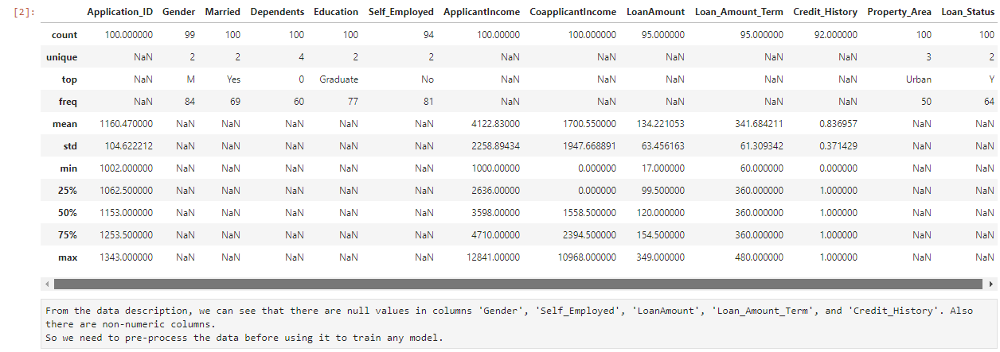 [2]: Application_ID Gender Married Dependents Education Self_Employed ApplicantIncome CoapplicantIncome LoanAmount Loan_Amount_Term Credit_History Property_Area Loan_Status
count 100.000000 99 100 100 100 94 100.00000 100.000000 95.000000 95.000000 92.000000 100 100
unique NaN 2 2 4 2 2 NaN NaN NaN NaN NaN 3 2
top NaN M Yes 0 Graduate No NaN NaN NaN NaN NaN Urban Y
freq NaN 84 69 60 77 81 NaN NaN NaN NaN NaN 50 64
mean 1160.470000 NaN NaN NaN NaN NaN 4122.83000 1700.550000 134.221053 341.684211 0.836957 NaN NaN
std 104.622212 NaN NaN NaN NaN NaN 2258.89434 1947.668891 63.456163 61.309342 0.371429 NaN NaN
min 1002.000000 NaN NaN NaN NaN NaN 1000.00000 0.000000 17.000000 60.000000 0.000000 NaN NaN
25% 1062.500000 NaN NaN NaN NaN NaN 2636.00000 0.000000 99.500000 360.000000 1.000000 NaN NaN
50% 1153.000000 NaN NaN NaN NaN NaN 3598.00000 1558.500000 120.000000 360.000000 1.000000 NaN NaN
75% 1253.500000 NaN NaN NaN NaN NaN 4710.00000 2394.500000 154.500000 360.000000 1.000000 NaN NaN
max 1343.000000 NaN NaN NaN NaN NaN 12841.00000 10968.000000 349.000000 480.000000 1.000000 NaN NaN
From the data description, we can see that there are null values in columns 'Gender', 'Self_Employed', 'LoanAmount', 'Loan_Amount_Term', and 'Credit_History'. Also
there are non-numeric columns.
So we need to pre-process the data before using it to train any model.